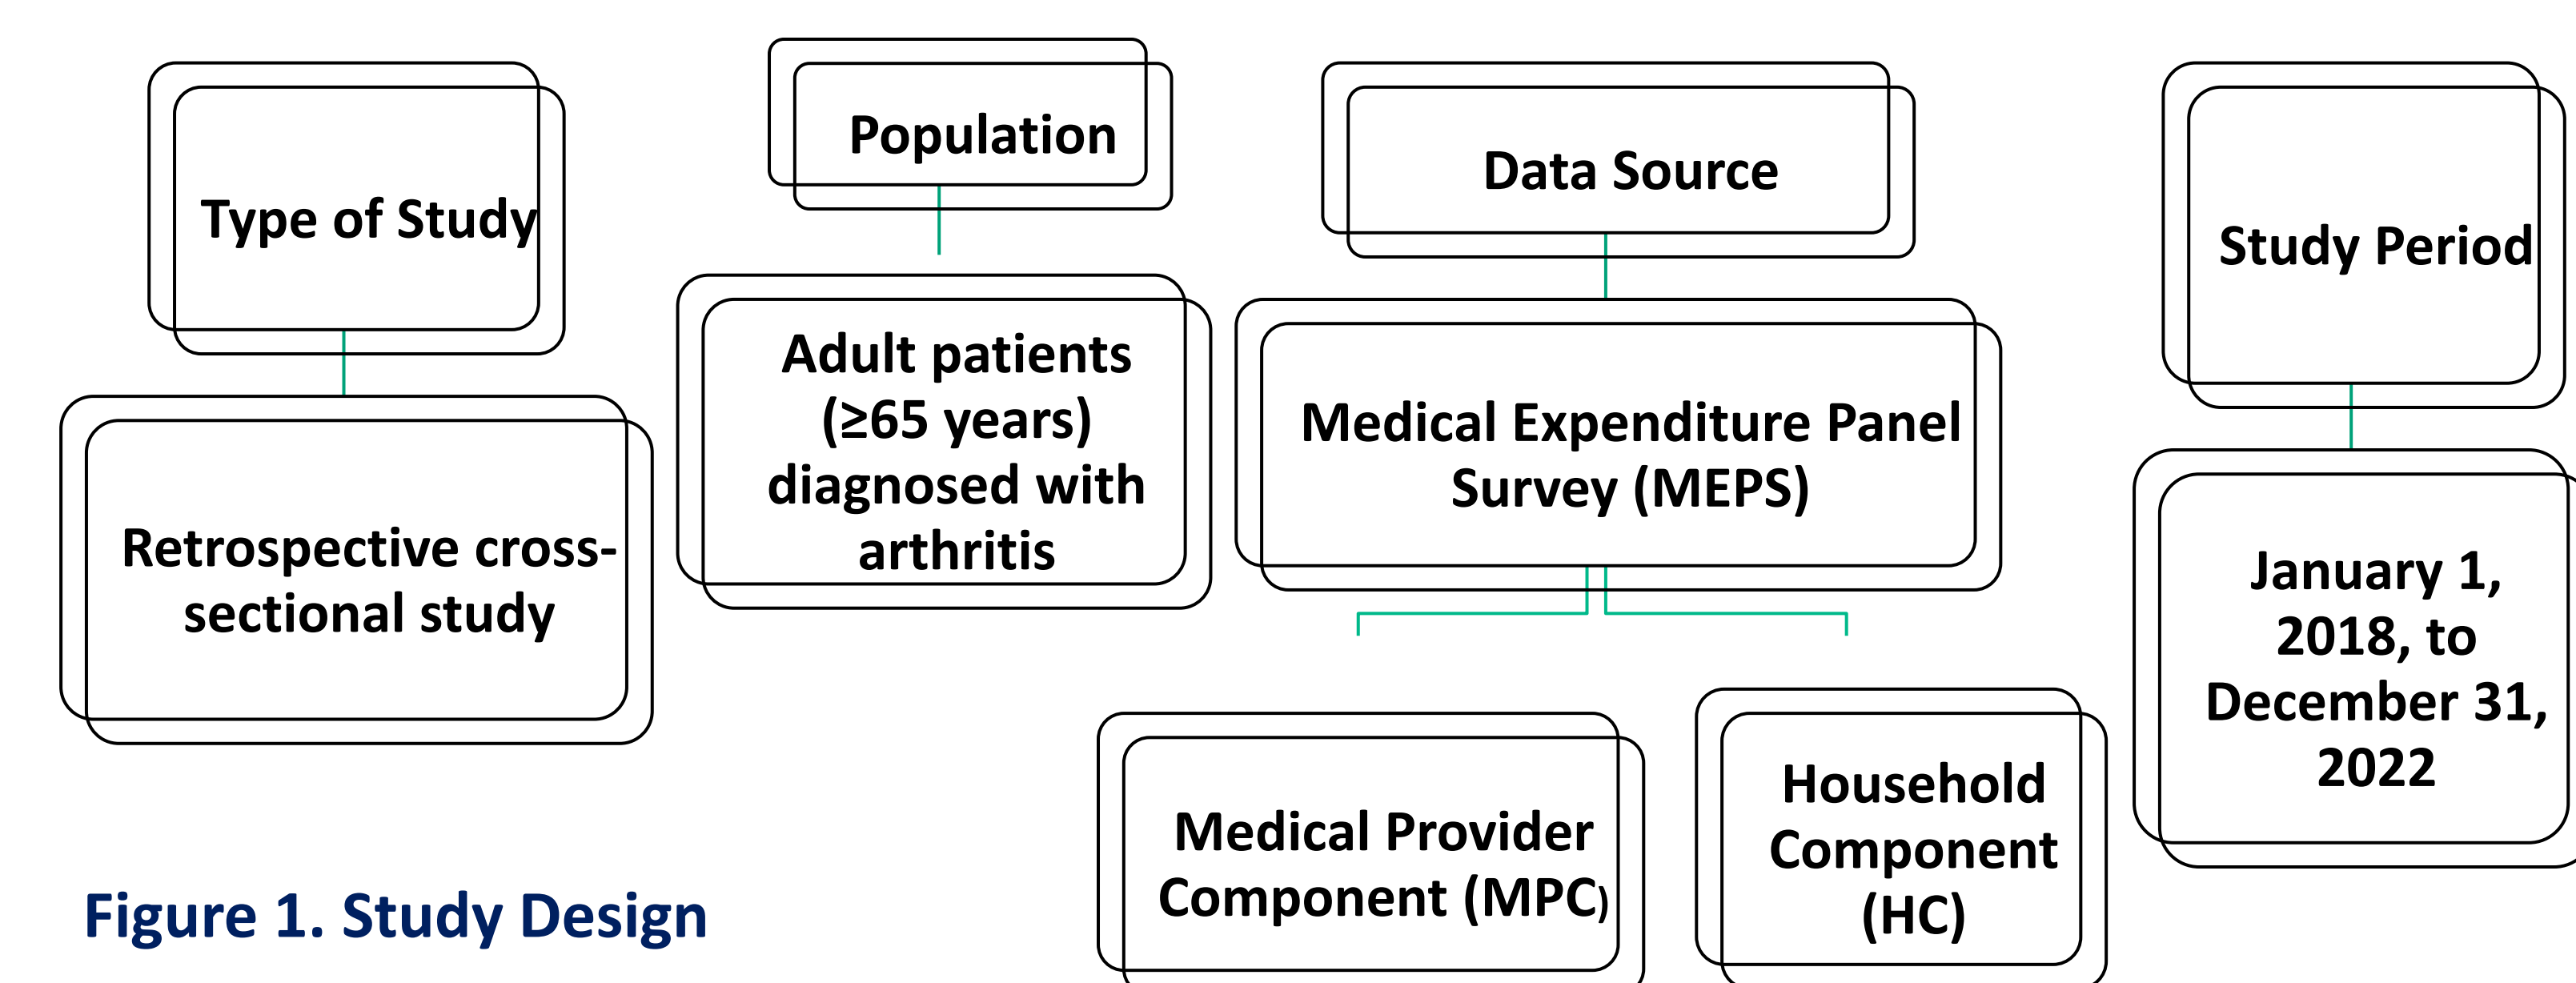 Type of Study
Retrospective cross-
sectional study
Population
Adult patients
(≥65 years)
diagnosed with
arthritis
Data Source
Medical Expenditure Panel
Survey (MEPS)
Medical Provider
Component (MPC)
Household
Component
(HC)
Study Period
January 1,
2018, to
December 31,
2022
Figure 1. Study Design